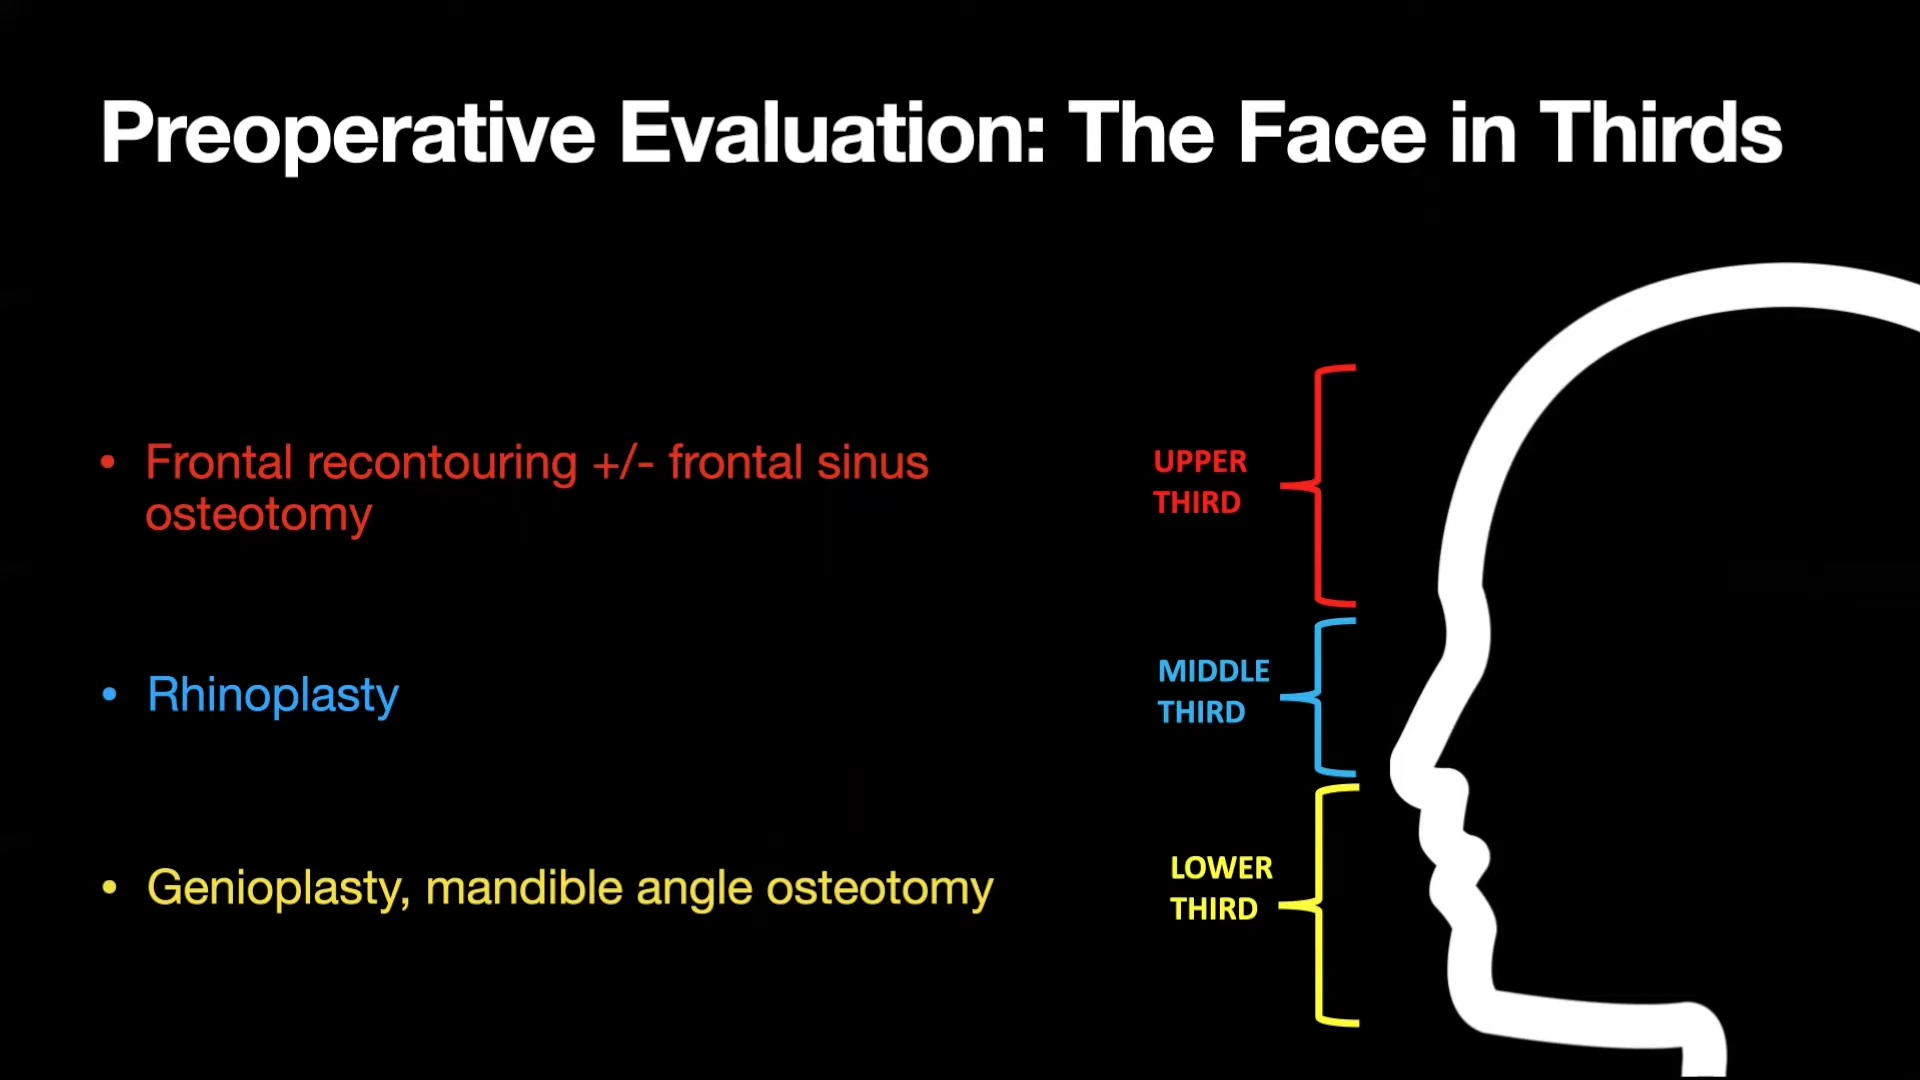 Preoperative Evaluation: The Face in Thirds
• Frontal recontouring +/- frontal sinus
osteotomy
UPPER
THIRD
• Rhinoplasty
MIDDLE
THIRD
• Genioplasty, mandible angle osteotomy
LOWER
THIRD